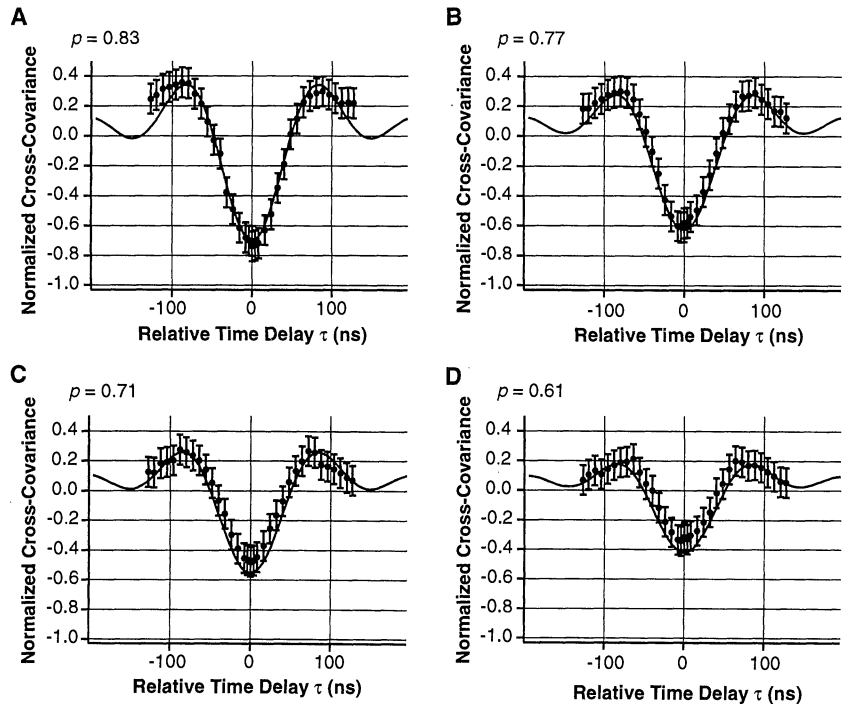 A
p = 0.83
Normalized Cross-Covariance
0.4
0.2
0.0
-0.2
-0.4
-0.6
-0.8
-1.0
-100 0 100
Relative Time Delay τ (ns)
B
p = 0.77
Normalized Cross-Covariance
0.4
0.2
0.0
-0.2
-0.4
-0.6
-0.8
-1.0
-100 0 100
Relative Time Delay τ (ns)
C
p = 0.71
Normalized Cross-Covariance
0.4
0.2
0.0
-0.2
-0.4
-0.6
-0.8
-1.0
-100 0 100
Relative Time Delay τ (ns)
D
p = 0.61
Normalized Cross-Covariance
0.4
0.2
0.0
-0.2
-0.4
-0.6
-0.8
-1.0
-100 0 100
Relative Time Delay τ (ns)